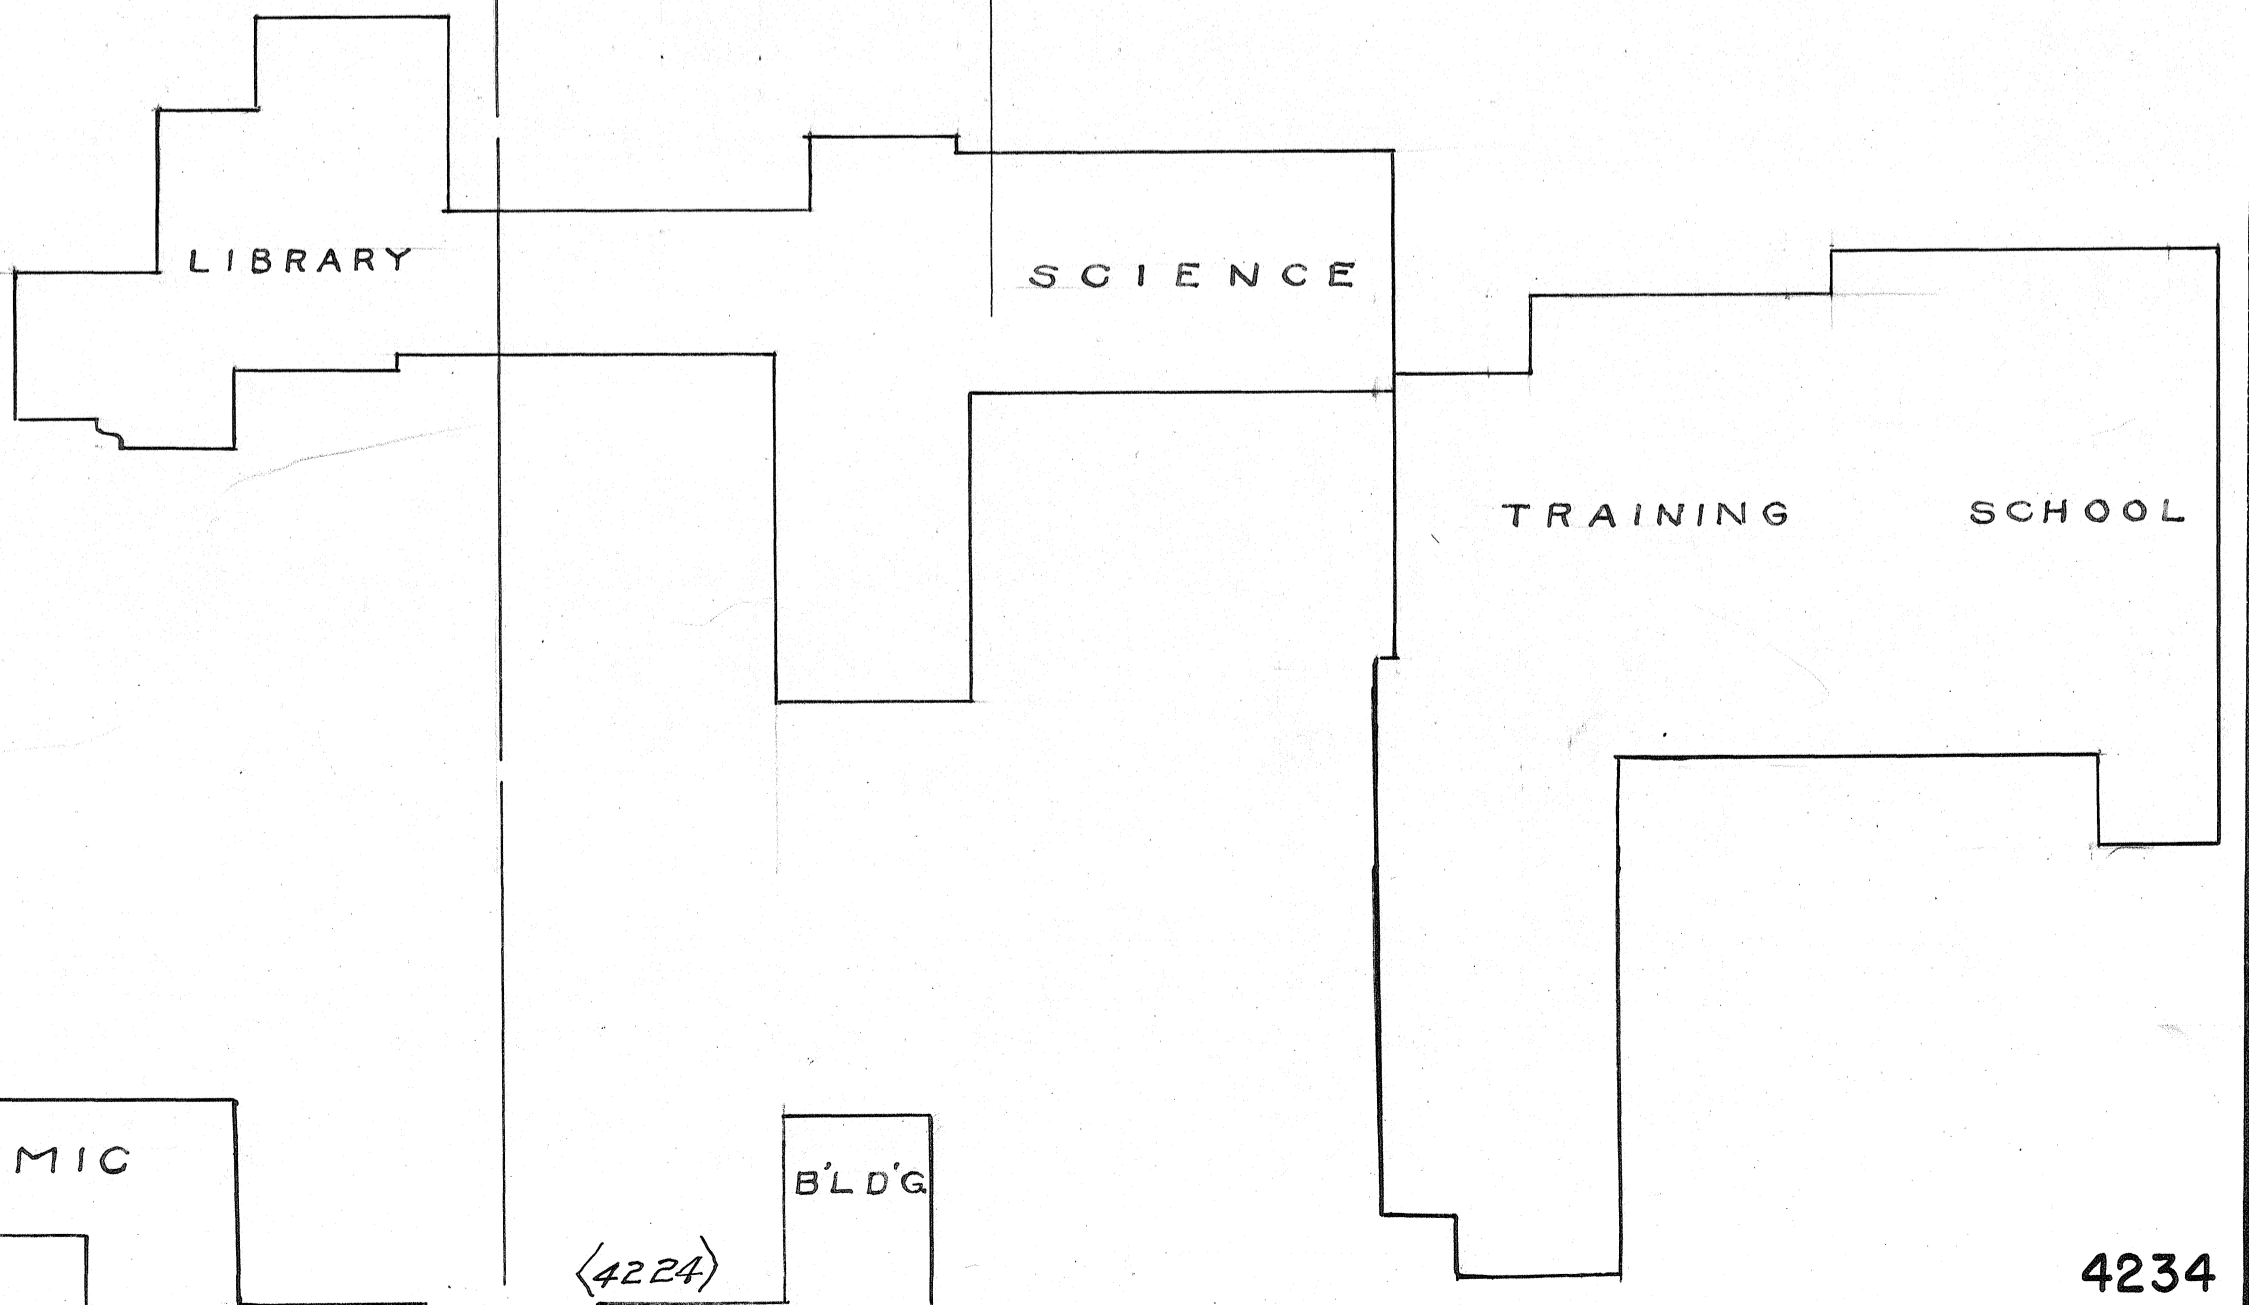 LIBRARY
SCIENCE
TRAINING SCHOOL
MIC
B'LD'G
<4224>
4234